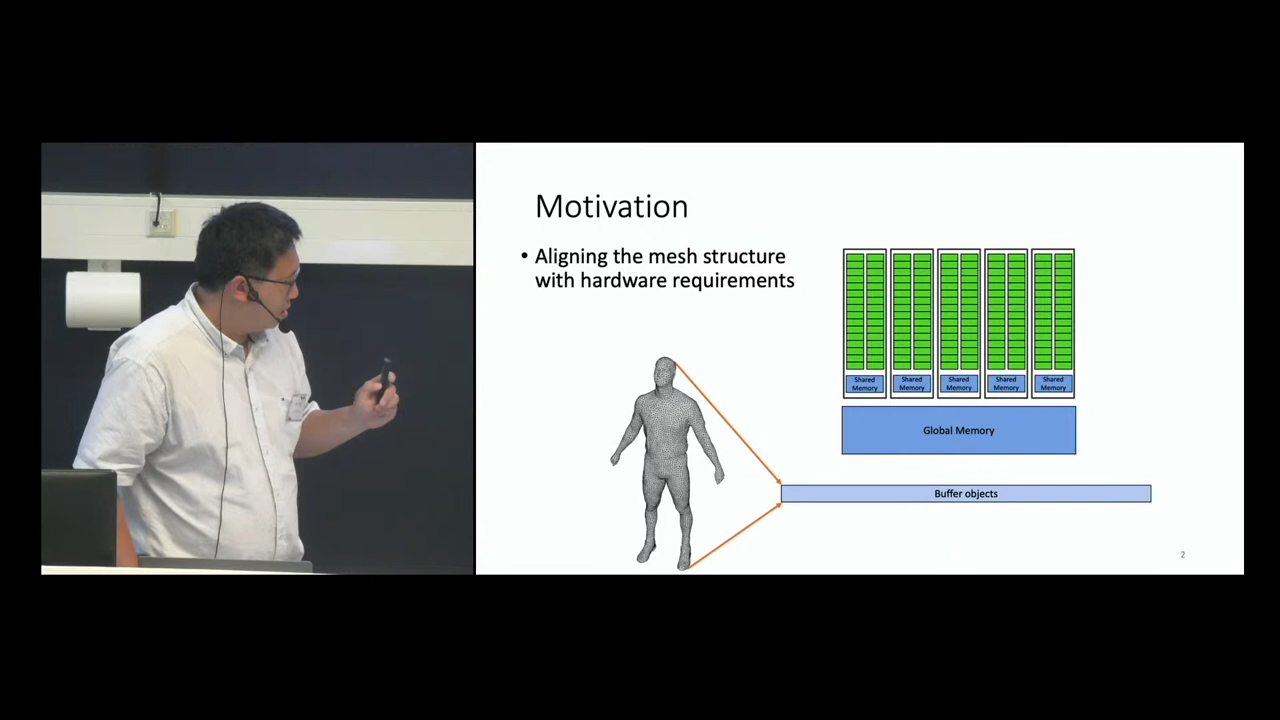 Motivation
• Aligning the mesh structure
with hardware requirements
Shared
Memory
Shared
Memory
Shared
Memory
Shared
Memory
Shared
Memory
Global Memory
Buffer objects
2